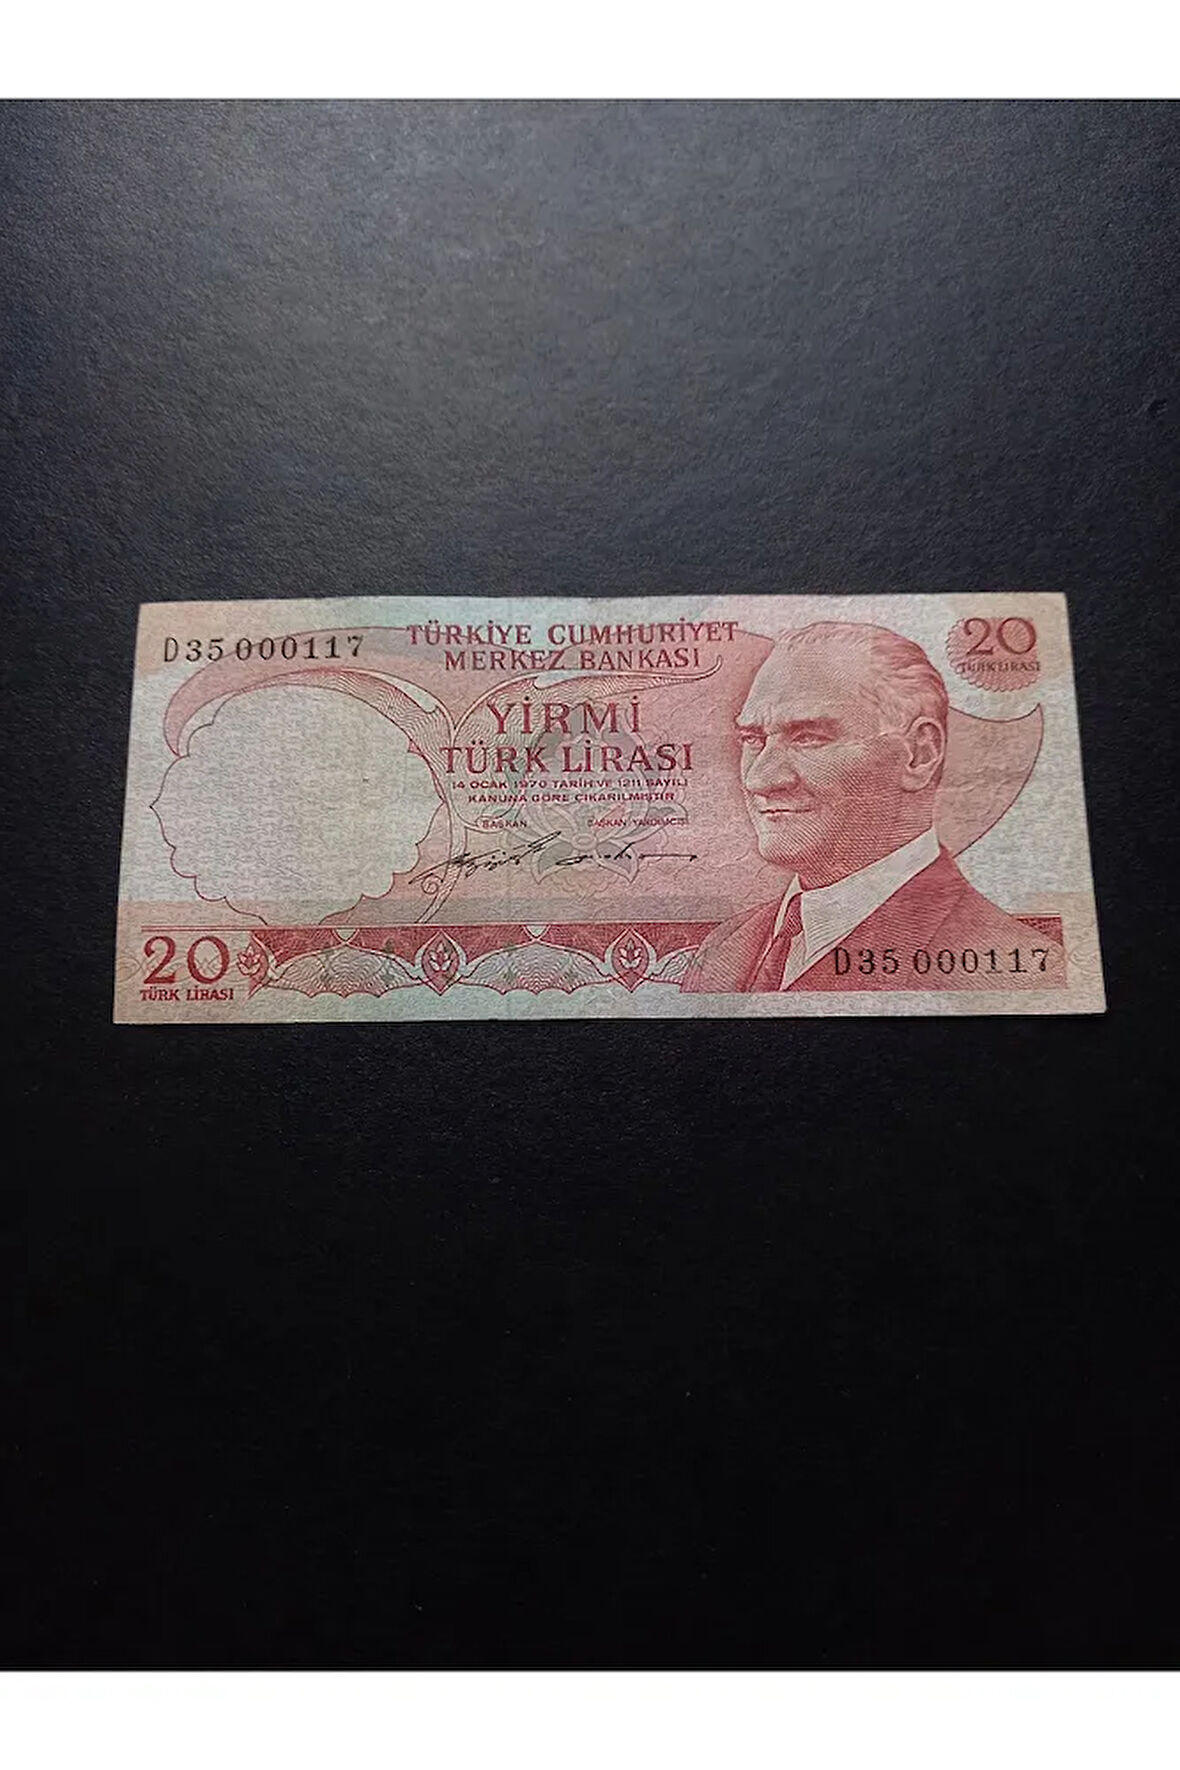 D35 000117
TÜRKİYE CUMHURİYET
MERKEZ BANKASI
20
TÜRK LİRASI
YİRMİ
TÜRK LİRASI
14 OCAK 1970 TARİH VE 1211 SAYILI
KANUNA GÖRE ÇIKARILMIŞTIR
BAŞKAN BAŞKAN YARDIMCISI
20
TÜRK LİRASI
D35 000117